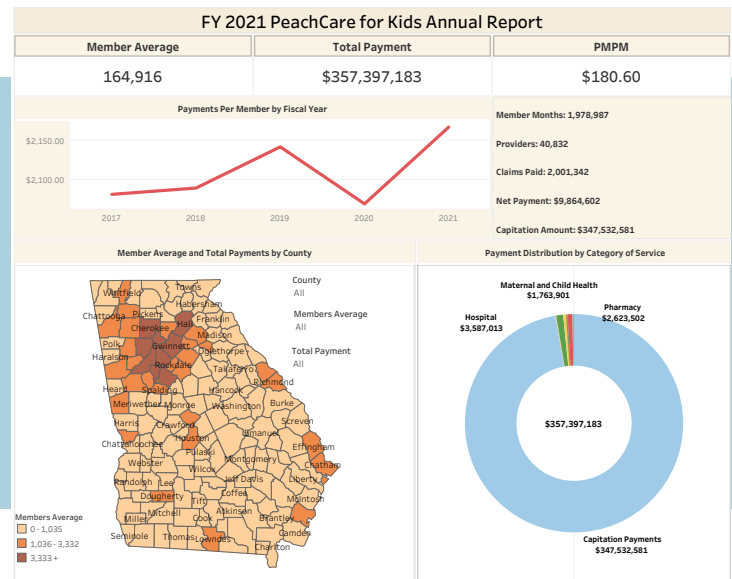 FY 2021 PeachCare for Kids Annual Report
Member Average
Total Payment
PMPM
164,916
$357,397,183
$180.60
Payments Per Member by Fiscal Year
$2,150.00
$2,100.00
2017
2018
2019
2020
2021
Member Months: 1,978,987
Providers: 40,832
Claims Paid: 2,001,342
Net Payment: $9,864,602
Capitation Amount: $347,532,581
Member Average and Total Payments by County
County
All
Members Average
All
Total Payment
All
Whitfield
Towns
Habersham
Chattooga
Pickens
Franklin
Cherokee
Hall
Madison
Polk
Gwinnett
Oglethorpe
Haralson
Rockdale
Taliaferro
Richmond
Heard
Spalding
Hancock
Meriwether
Monroe
Washington
Burke
Harris
Crawford
Screven
Emanuel
Chattahoochee
Houston
Pulaski
Effingham
Webster
Wilcox
Montgomery
Chatham
Randolph
Lee
Jeff Davis
Liberty
Dougherty
Tift
Coffee
McIntosh
Miller
Mitchell
Cook
Atkinson
Brantley
Seminole
Thomas
Lowndes
Camden
Charlton
Members Average
0 - 1,035
1,036 - 3,332
3,333 +
Payment Distribution by Category of Service
Maternal and Child Health
$1,763,901
Pharmacy
$2,623,502
Hospital
$3,587,013
$357,397,183
Capitation Payments
$347,532,581